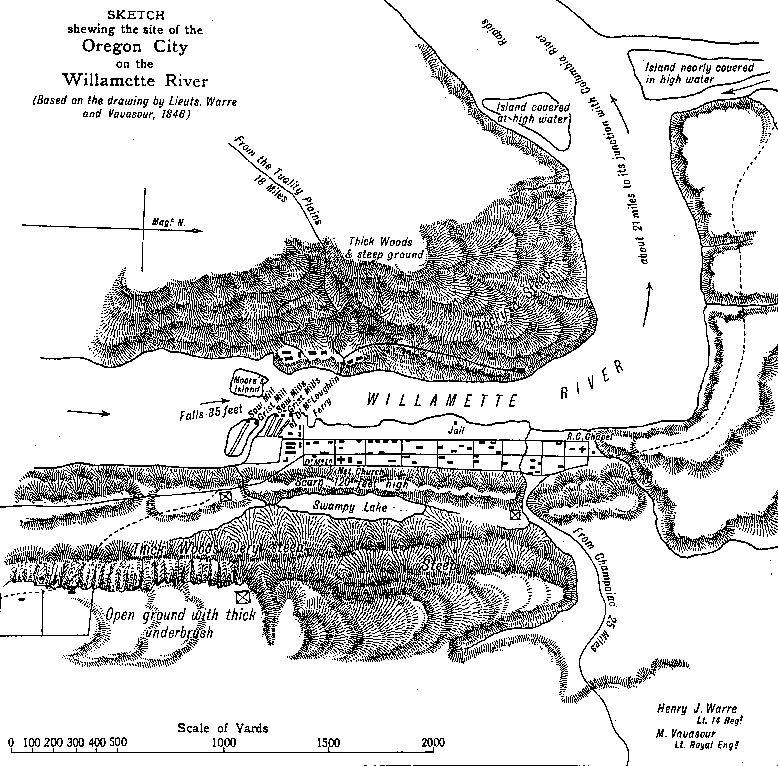 SKETCH
shewing the site of the
Oregon City
on the
Willamette River
(Based on the drawing by Lieuts. Warre
and Vavasour, 1846)
Rapids
about 21 miles to its junction with Columbia River
Island nearly covered
in high water
Island covered
at high water
From the Tuality Plains
18 Miles
Magc. N.
Thick Woods
& steep ground
Moore's
Island
Falls 35 feet
Saw Mill
Grist Mill
Saw Mills
Grist Mills
Dr McLoughlin
Ferry
WILLAMETTE RIVER
Jail
R.C. Chapel
Met. Church
Scarp 120 feet high
Swampy Lake
Thick Woods Very steep
Steep
From Champoeg 25 Miles
Open ground with thick
underbrush
Henry J. Warre
Lt. 14 Regt
M. Vavasour
Lt. Royal Engs
Scale of Yards
0 100 200 300 400 500 1000 1500 2000